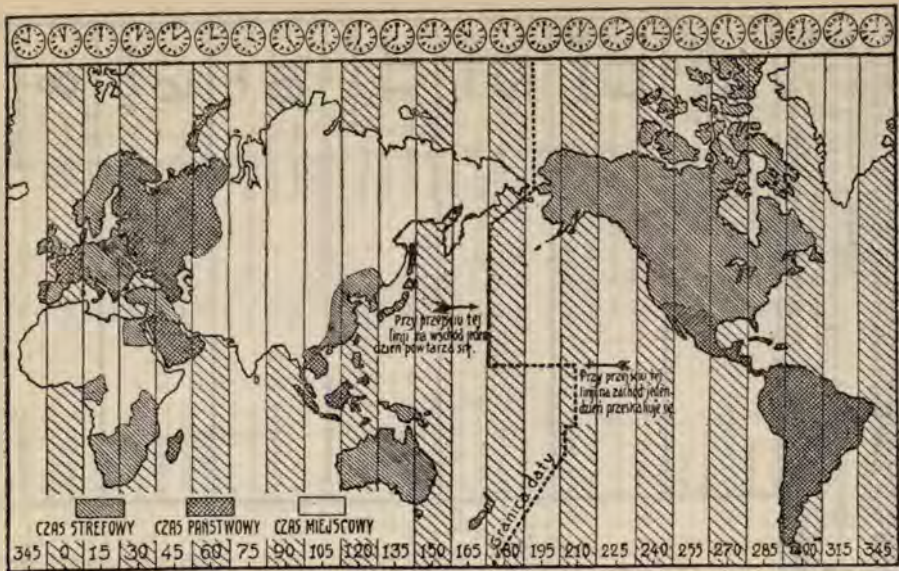 Przy przejściu tej
linji na wschód jeden
dzień powtarza się.
Przy przejściu tej
linji na zachód jeden
dzień przeskakuje się.
Granica daty
CZAS STREFOWY CZAS PAŃSTWOWY CZAS MIEJSCOWY
345 0 15 30 45 60 75 90 105 120 135 150 165 180 195 210 225 240 255 270 285 300 315 345